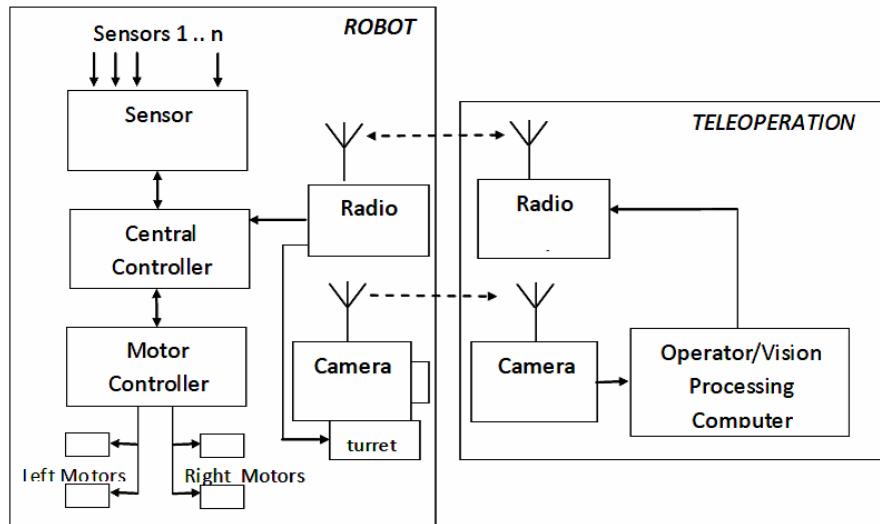 ROBOT
Sensors 1 .. n
Sensor
Radio
Central
Controller
Motor
Controller
Camera
turret
Left Motors
Right Motors
TELEOPERATION
Radio
Camera
Operator/Vision
Processing
Computer